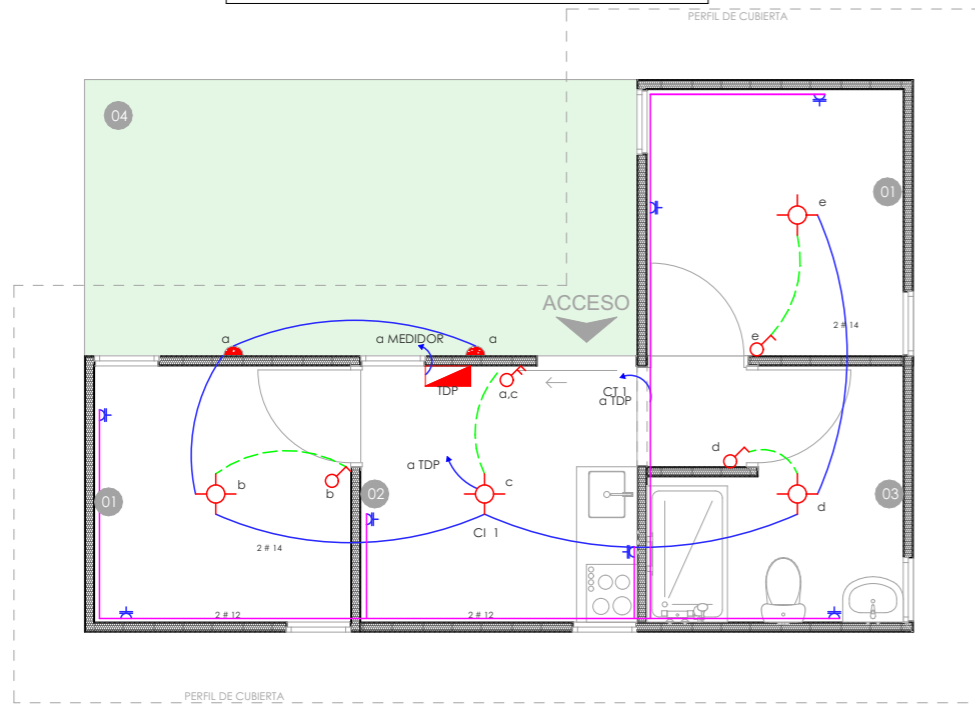 PERFIL DE CUBIERTA
04
01
e
ACCESO
a
a MEDIDOR
a
e
2 # 14
TDP
a,c
CT 1
a TDP
d
a TDP
b
b
01
02
c
03
d
CI 1
2 # 14
2 # 12
2 # 12
PERFIL DE CUBIERTA